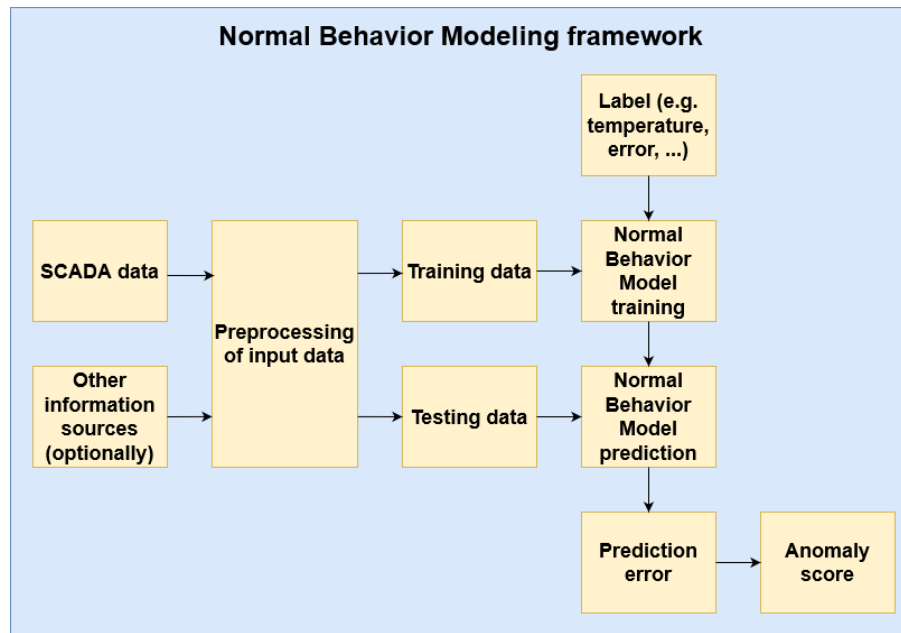 Normal Behavior Modeling framework
Label (e.g.
temperature,
error, ...)
SCADA data
Preprocessing
of input data
Training data
Normal
Behavior
Model
training
Other
information
sources
(optionally)
Testing data
Normal
Behavior
Model
prediction
Prediction
error
Anomaly
score